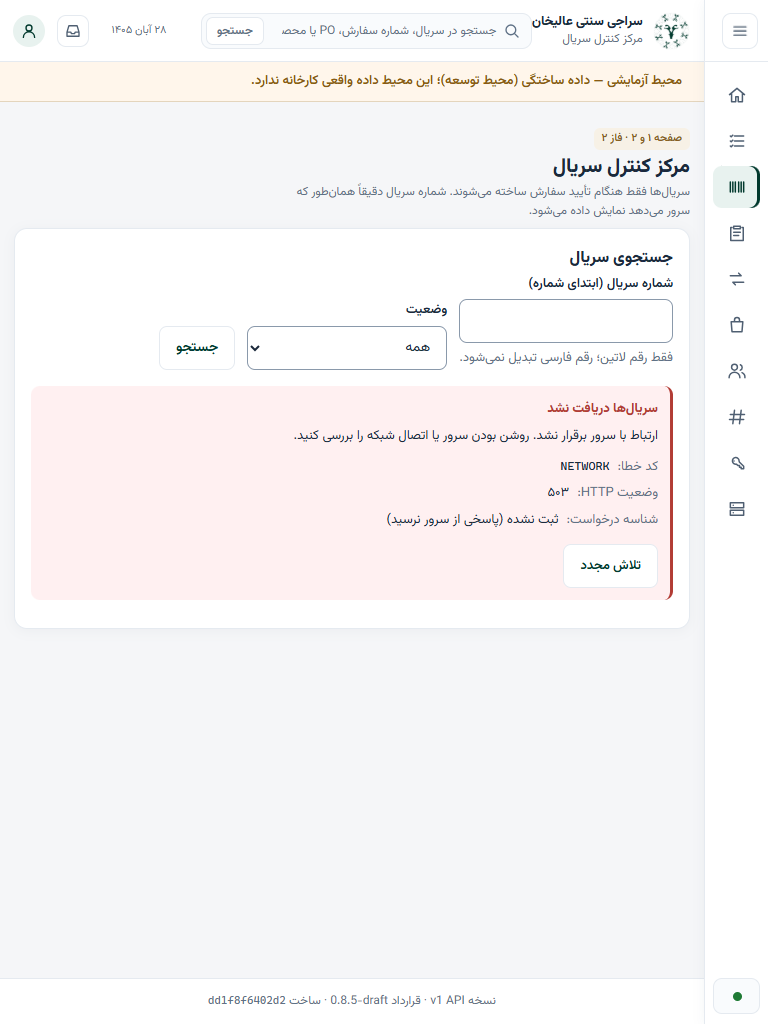 سراجی سنتی عالیخان
مرکز کنترل سریال
جستجو در سریال، شماره سفارش، PO یا محصـ
جستجو
۲۸ آبان ۱۴۰۵
محیط آزمایشی — داده ساختگی (محیط توسعه)؛ این محیط داده واقعی کارخانه ندارد.
صفحه ۱ و ۲ · فاز ۲
مرکز کنترل سریال
سریال‌ها فقط هنگام تأیید سفارش ساخته می‌شوند. شماره سریال دقیقاً همان‌طور که
سرور می‌دهد نمایش داده می‌شود.
جستجوی سریال
شماره سریال (ابتدای شماره)
فقط رقم لاتین؛ رقم فارسی تبدیل نمی‌شود.
وضعیت
همه
جستجو
سریال‌ها دریافت نشد
ارتباط با سرور برقرار نشد. روشن بودن سرور یا اتصال شبکه را بررسی کنید.
کد خطا: NETWORK
وضعیت HTTP: ۵۰۳
شناسه درخواست: ثبت نشده (پاسخی از سرور نرسید)
تلاش مجدد
نسخه API v1 · قرارداد 0.8.5-draft · ساخت dd1f8f6402d2